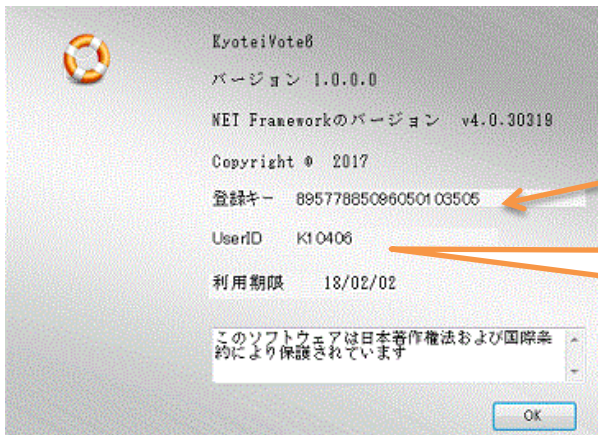 KyoteiVote6
バージョン 1.0.0.0
NET Frameworkのバージョン v4.0.30319
Copyright © 2017
登録キー 89577885096050103505
UserID K10406
利用期限 18/02/02
このソフトウェアは日本著作権法および国際条
約により保護されています
OK